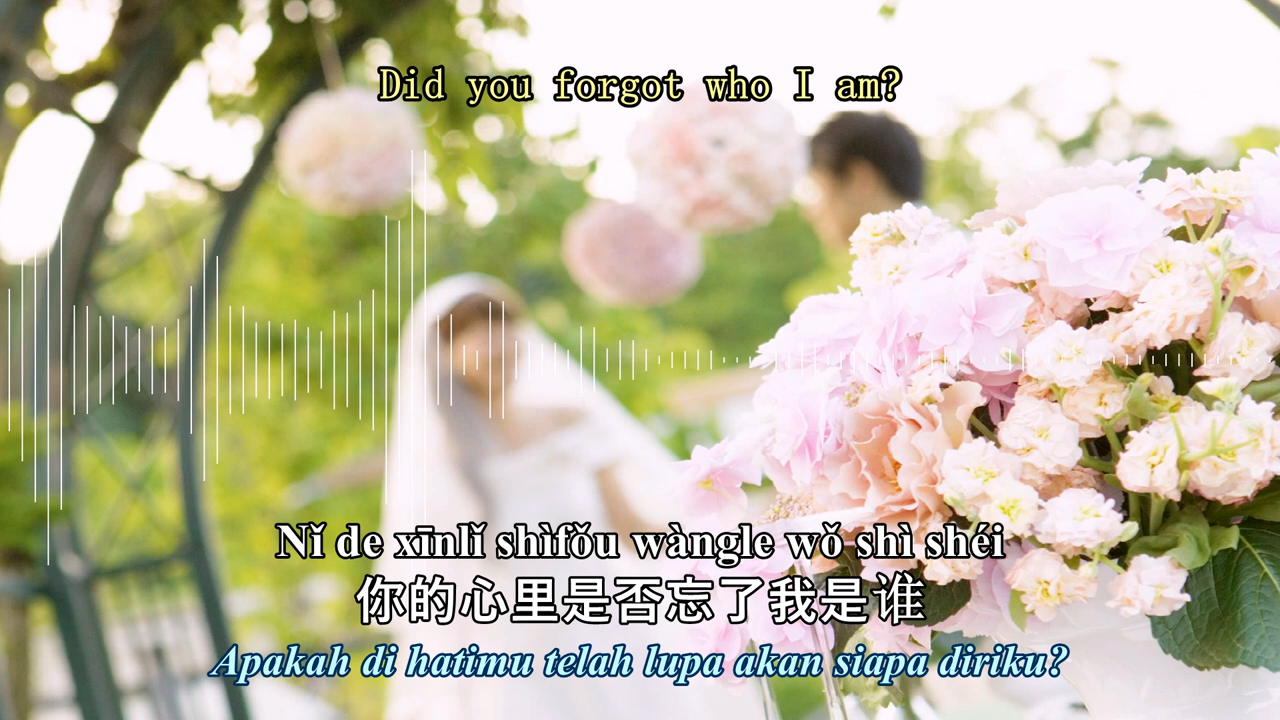 Did you forgot who I am?
Nǐ de xīnlǐ shìfǒu wàngle wǒ shì shéi
你的心里是否忘了我是谁
Apakah di hatimu telah lupa akan siapa diriku?